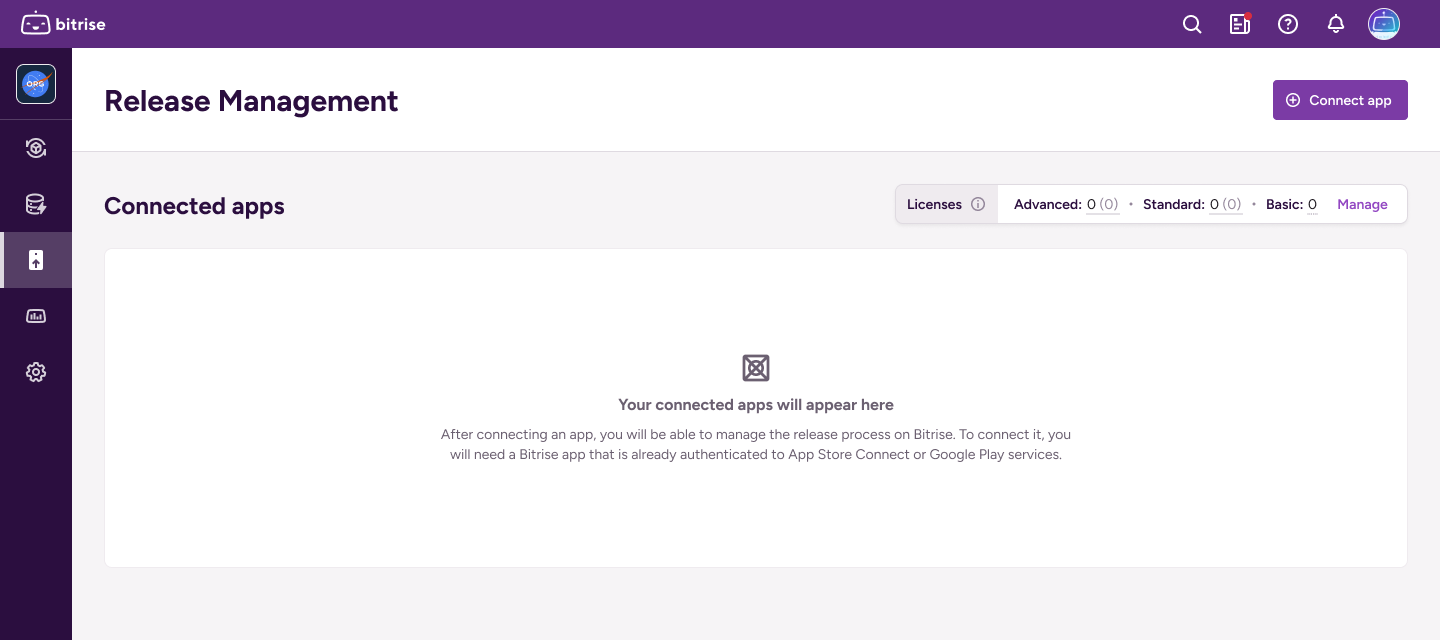 bitrise
ORG
Release Management
Connect app
Connected apps
Licenses Advanced: 0 (0) • Standard: 0 (0) • Basic: 0 Manage
Your connected apps will appear here
After connecting an app, you will be able to manage the release process on Bitrise. To connect it, you
will need a Bitrise app that is already authenticated to App Store Connect or Google Play services.